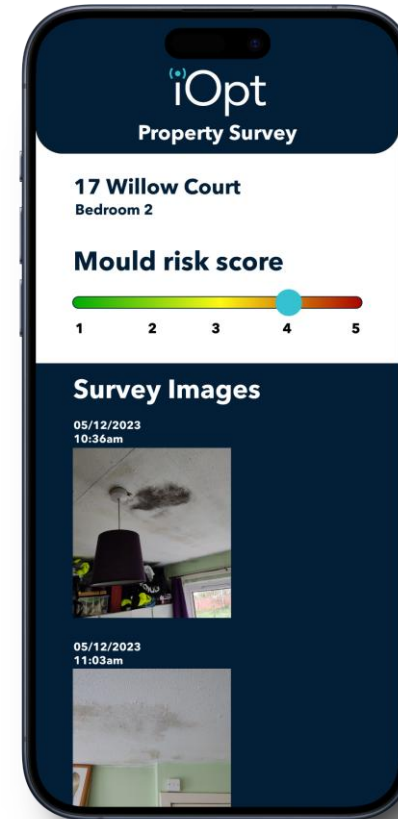 iOpt
Property Survey
17 Willow Court
Bedroom 2
Mould risk score
1 2 3 4 5
Survey Images
05/12/2023
10:36am
05/12/2023
11:03am